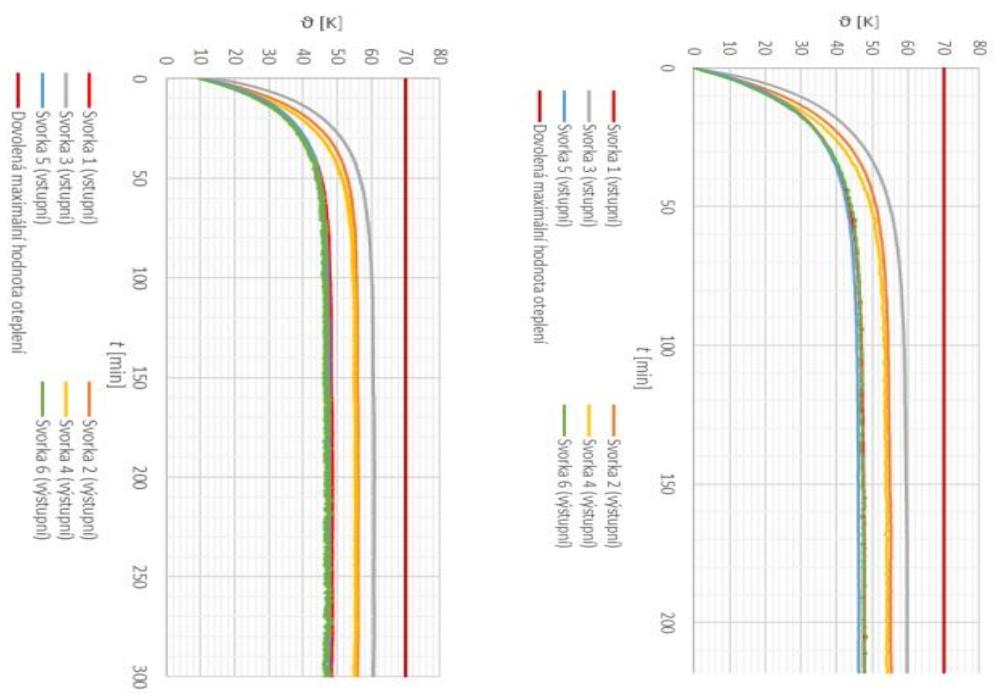 80
70
60
50
40
30
20
10
0
ϑ [K]
0 50 100 150 200
t [min]
Svorka 1 (vstupní) Svorka 2 (výstupní)
Svorka 3 (vstupní) Svorka 4 (výstupní)
Svorka 5 (vstupní) Svorka 6 (výstupní)
Dovolená maximální hodnota oteplení
80
70
60
50
40
30
20
10
0
ϑ [K]
0 50 100 150 200 250 300
t [min]
Svorka 1 (vstupní) Svorka 2 (výstupní)
Svorka 3 (vstupní) Svorka 4 (výstupní)
Svorka 5 (vstupní) Svorka 6 (výstupní)
Dovolená maximální hodnota oteplení